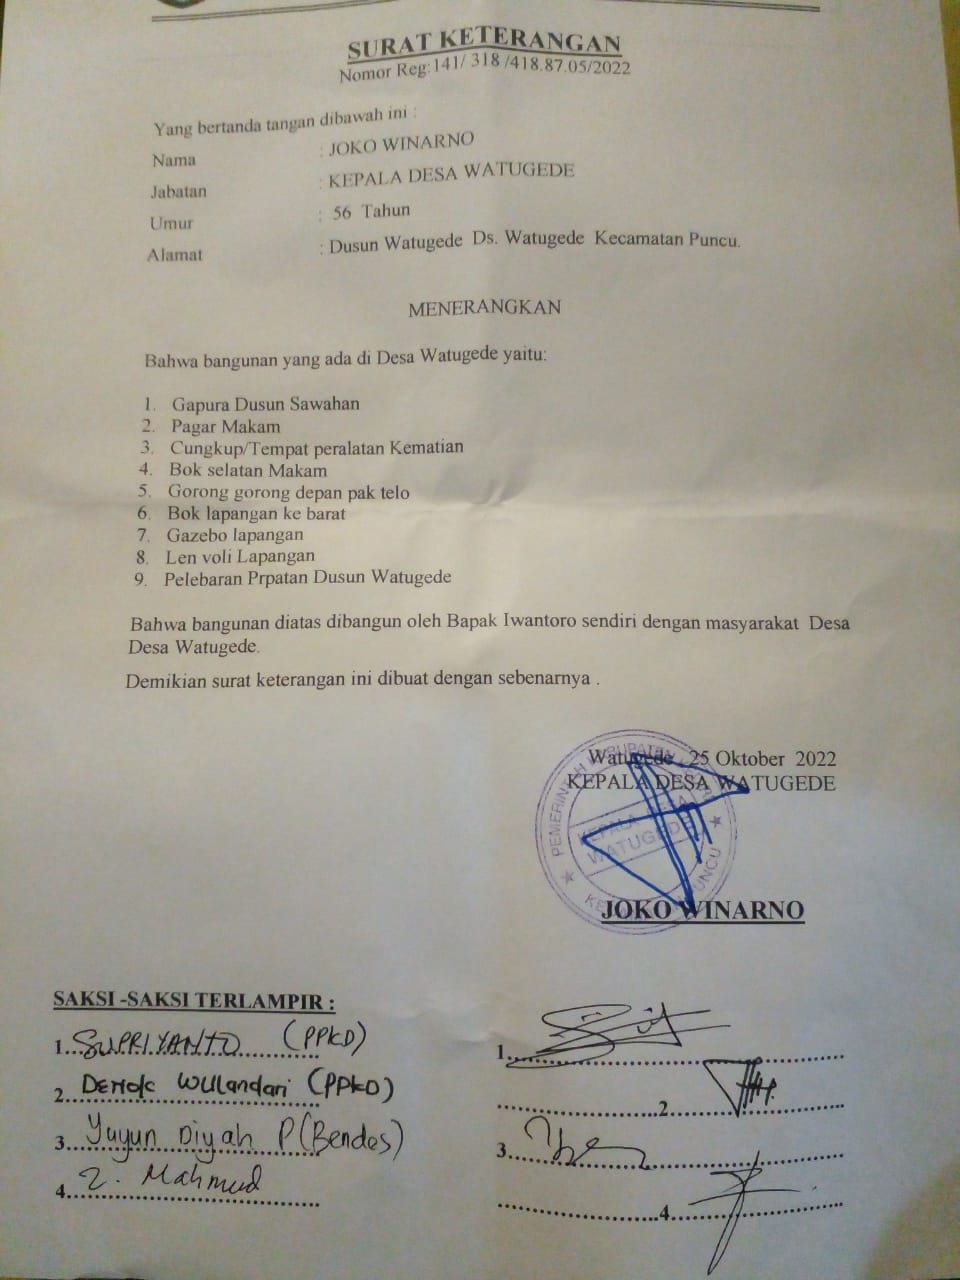 SURAT KETERANGAN
Nomor Reg:141/ 318 /418.87.05/2022
Yang bertanda tangan dibawah ini :
Nama : JOKO WINARNO
Jabatan : KEPALA DESA WATUGEDE
Umur : 56 Tahun
Alamat : Dusun Watugede Ds. Watugede Kecamatan Puncu.
MENERANGKAN
Bahwa bangunan yang ada di Desa Watugede yaitu:
1. Gapura Dusun Sawahan
2. Pagar Makam
3. Cungkup/Tempat peralatan Kematian
4. Bok selatan Makam
5. Gorong gorong depan pak telo
6. Bok lapangan ke barat
7. Gazebo lapangan
8. Len voli Lapangan
9. Pelebaran Prpatan Dusun Watugede
Bahwa bangunan diatas dibangun oleh Bapak Iwantoro sendiri dengan masyarakat Desa
Desa Watugede.
Demikian surat keterangan ini dibuat dengan sebenarnya .
Watugede 25 Oktober 2022
KEPALA DESA WATUGEDE
PEMERINTAH KABUPATEN
KEPALA DESA
WATUGEDE
PUNCU
JOKO WINARNO
SAKSI -SAKSI TERLAMPIR :
1. SUPRIYANTO (PPKD) 1.
2. Wulandari (PPKD) 2.
3. Yuyun Diyah P (Bendes) 3.
4. Z. Mahmud 4.